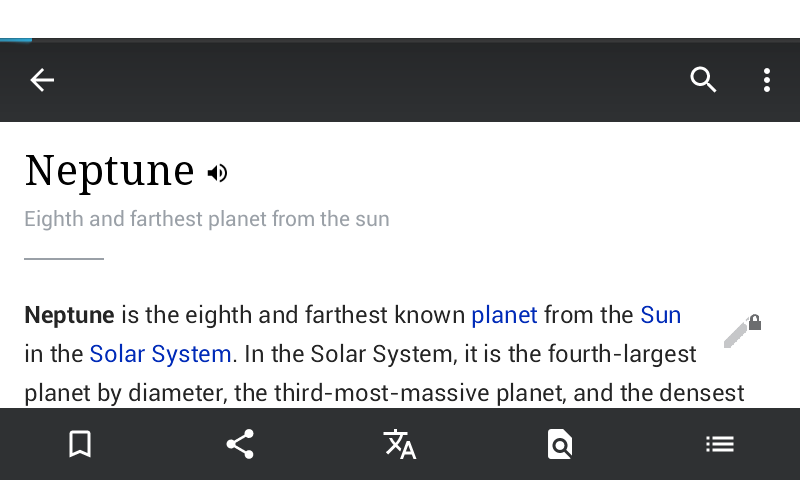 Neptune
Eighth and farthest planet from the sun
Neptune is the eighth and farthest known planet from the Sun
in the Solar System. In the Solar System, it is the fourth-largest
planet by diameter, the third-most-massive planet, and the densest